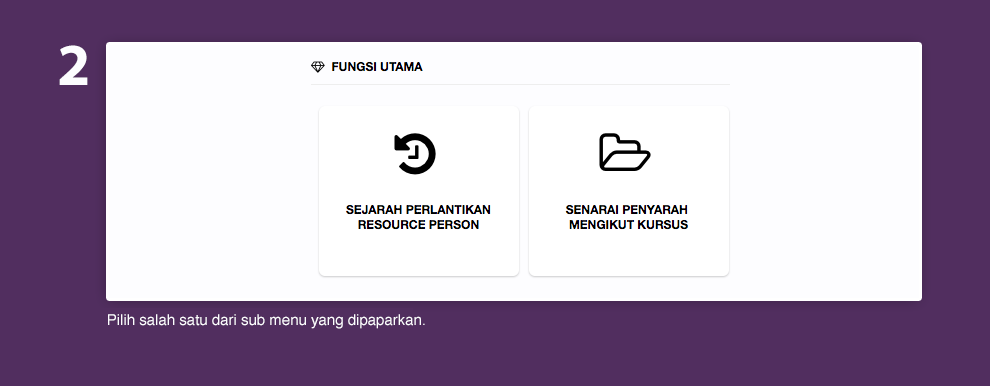 2
FUNGSI UTAMA
SEJARAH PERLANTIKAN
RESOURCE PERSON
SENARAI PENYARAH
MENGIKUT KURSUS
Pilih salah satu dari sub menu yang dipaparkan.